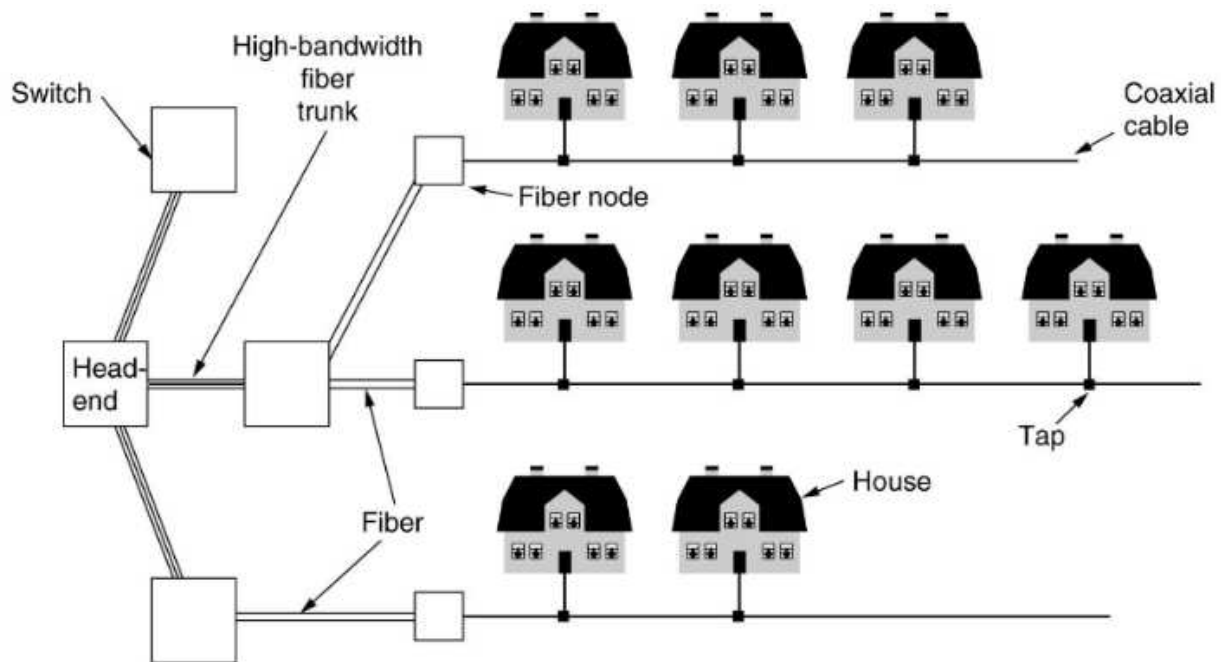 High-bandwidth
fiber
trunk
Switch
Coaxial
cable
Fiber node
Head-
end
Tap
House
Fiber